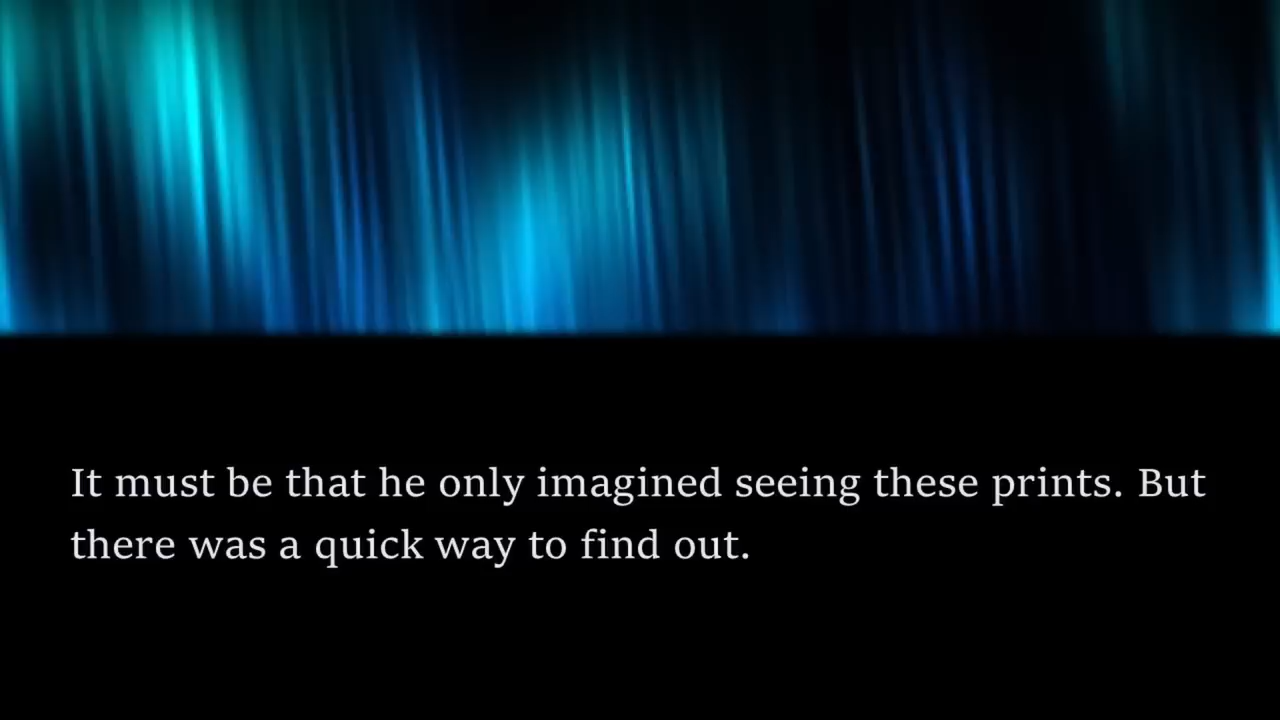 It must be that he only imagined seeing these prints. But
there was a quick way to find out.